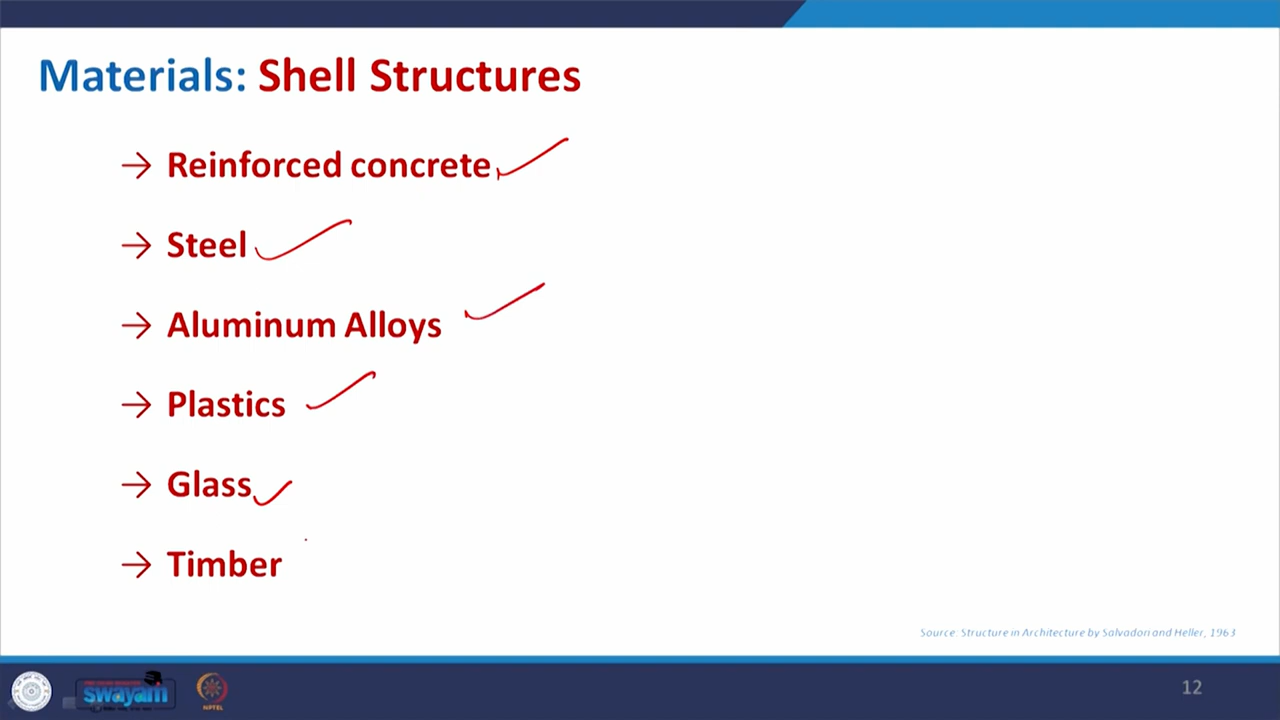 Materials: Shell Structures
→ Reinforced concrete
→ Steel
→ Aluminum Alloys
→ Plastics
→ Glass
→ Timber
Source: Structure in Architecture by Salvadori and Heller, 1963
swayam
NPTEL
12